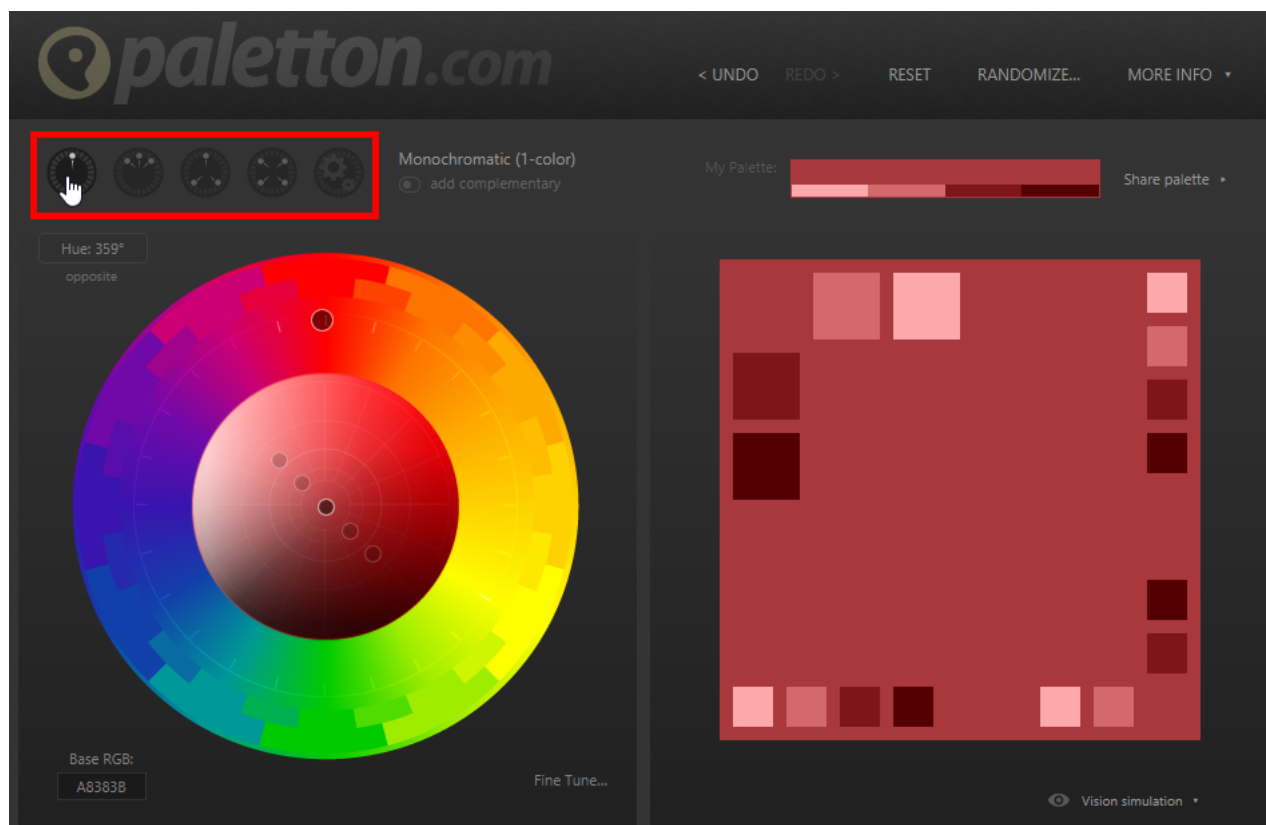 paletton.com
< UNDO REDO > RESET RANDOMIZE... MORE INFO ▾
Monochromatic (1-color)
add complementary
My Palette:
Share palette ▸
Hue: 359°
opposite
Base RGB:
A8383B
Fine Tune...
Vision simulation ▾